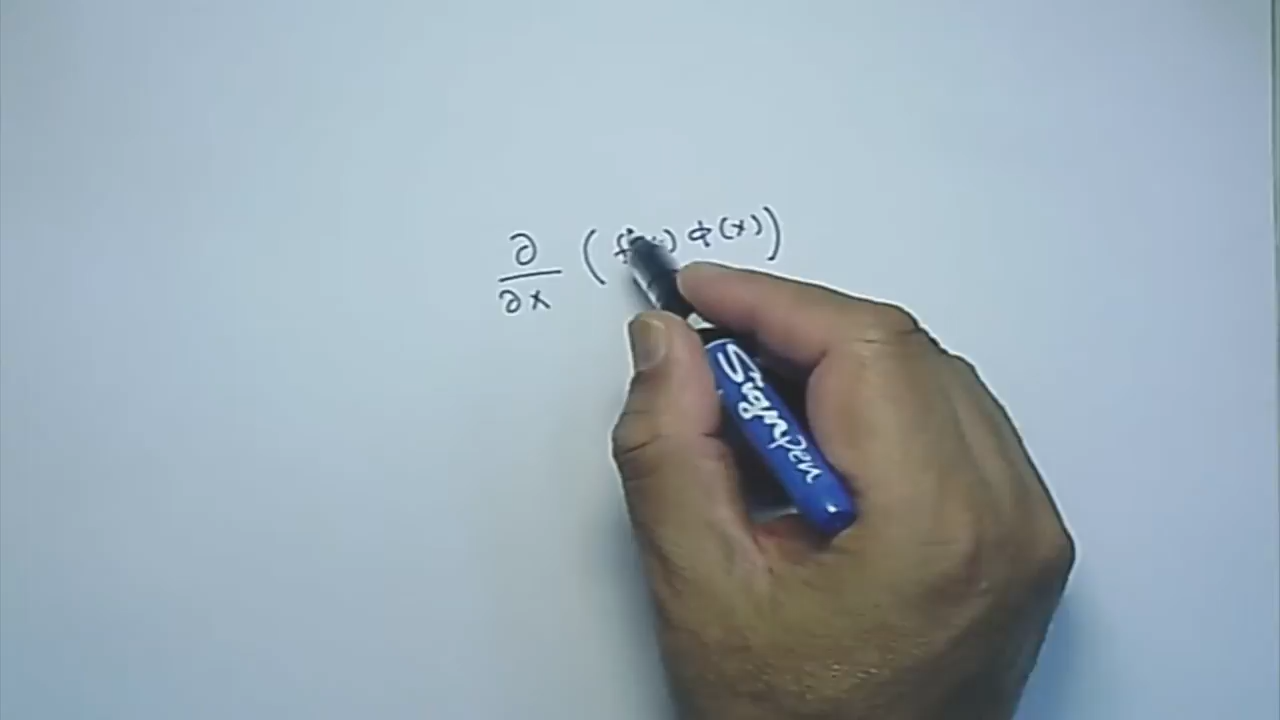 ∂/∂x (f(x) φ(x))
Signpen